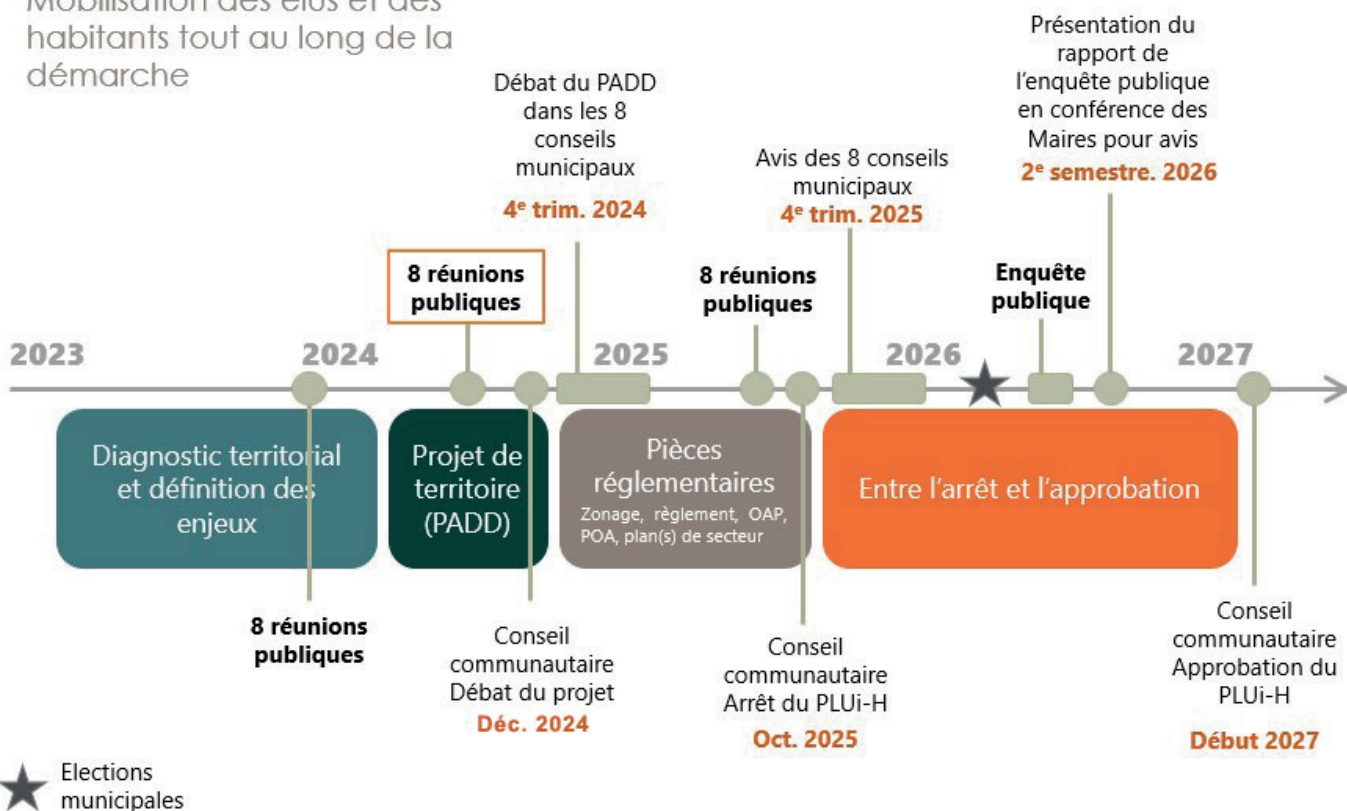 Mobilisation des élus et des
habitants tout au long de la
démarche
Débat du PADD
dans les 8
conseils
municipaux
4e trim. 2024
Avis des 8 conseils
municipaux
4e trim. 2025
Présentation du
rapport de
l'enquête publique
en conférence des
Maires pour avis
2e semestre. 2026
8 réunions
publiques
8 réunions
publiques
Enquête
publique
2023
2024
2025
2026
2027
Diagnostic territorial
et définition des
enjeux
Projet de
territoire
(PADD)
Pièces
réglementaires
Zonage, règlement, OAP,
POA, plan(s) de secteur
Entre l'arrêt et l'approbation
8 réunions
publiques
Conseil
communautaire
Débat du projet
Déc. 2024
Conseil
communautaire
Arrêt du PLUi-H
Oct. 2025
Conseil
communautaire
Approbation du
PLUi-H
Début 2027
Elections
municipales